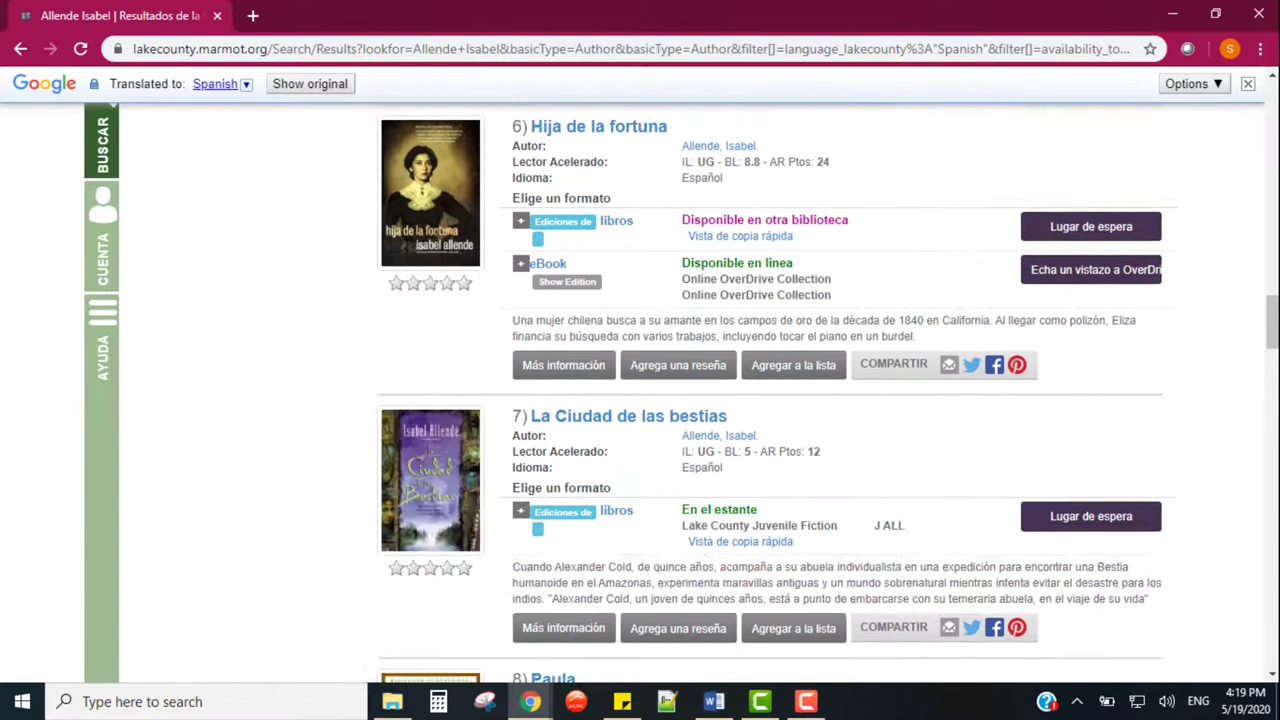 Allende Isabel | Resultados de la
lakecounty.marmot.org/Search/Results?lookfor=Allende+Isabel&basicType=Author&basicType=Author&filter[]=language_lakecounty%3A"Spanish"&filter[]=availability_to...
S
Google Translated to: Spanish Show original Options ▼
BUSCAR
CUENTA
AYUDA
hija de la fortuna
isabel allende
6) Hija de la fortuna
Autor: Allende, Isabel.
Lector Acelerado: IL: UG - BL: 8.8 - AR Ptos: 24
Idioma: Español
Elige un formato
+ Ediciones de libros Disponible en otra biblioteca Lugar de espera
Vista de copia rápida
+ eBook Disponible en linea Echa un vistazo a OverDri
Show Edition Online OverDrive Collection
Online OverDrive Collection
Una mujer chilena busca a su amante en los campos de oro de la década de 1840 en California. Al llegar como polizón, Eliza
financia su búsqueda con varios trabajos, incluyendo tocar el piano en un burdel.
Más información Agrega una reseña Agregar a la lista COMPARTIR
Isabel Allende
La
Ciudad
de las
Bestias
7) La Ciudad de las bestias
Autor: Allende, Isabel.
Lector Acelerado: IL: UG - BL: 5 - AR Ptos: 12
Idioma: Español
Elige un formato
+ Ediciones de libros En el estante Lugar de espera
Lake County Juvenile Fiction J ALL
Vista de copia rápida
Cuando Alexander Cold, de quince años, acompaña a su abuela individualista en una expedición para encontrar una Bestia
humanoide en el Amazonas, experimenta maravillas antiguas y un mundo sobrenatural mientras intenta evitar el desastre para los
indios. "Alexander Cold, un joven de quinces años, está a punto de embarcarse con su temeraria abuela, en el viaje de su vida"
Más información Agrega una reseña Agregar a la lista COMPARTIR
8) Paula
Type here to search
ENG
4:19 PM
5/19/2020